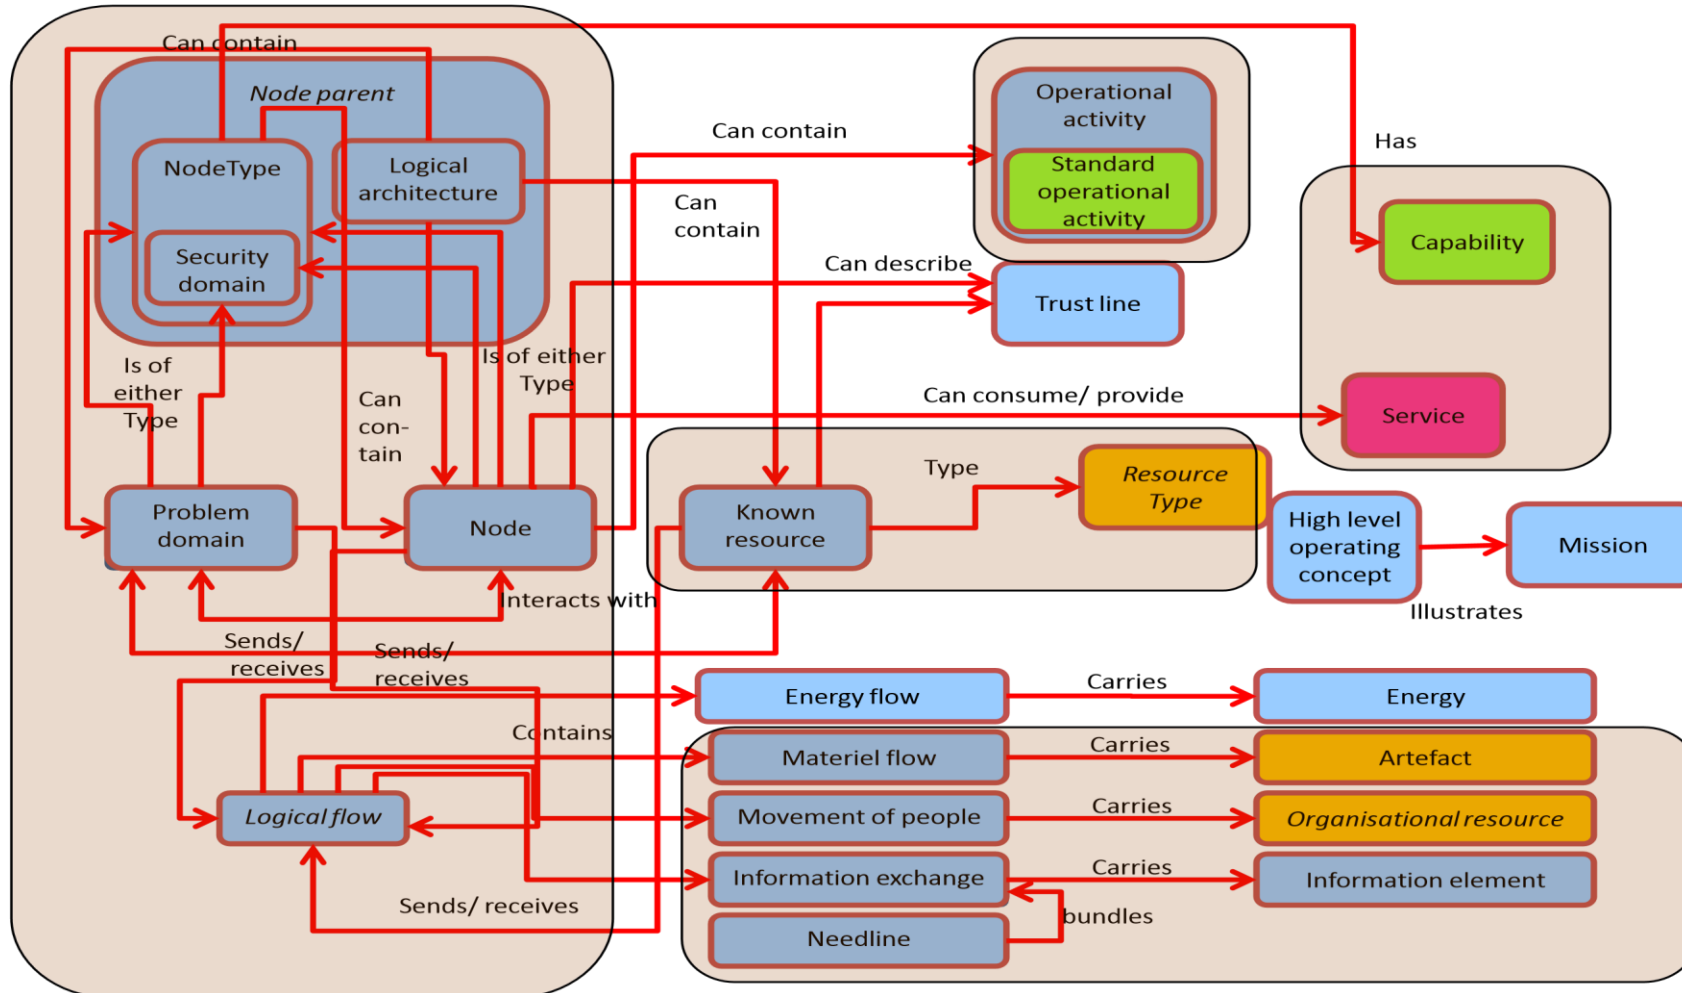 Can contain
Node parent
NodeType
Logical
architecture
Security
domain
Is of
either
Type
Is of either
Type
Can
con-
tain
Can contain
Can
contain
Operational
activity
Standard
operational
activity
Has
Can describe
Trust line
Capability
Can consume/ provide
Service
Problem
domain
Node
Known
resource
Type
Resource
Type
High level
operating
concept
Mission
Illustrates
Interacts with
Sends/
receives
Sends/
receives
Energy flow
Carries
Energy
Contains
Materiel flow
Carries
Artefact
Logical flow
Movement of people
Carries
Organisational resource
Information exchange
Carries
Information element
Sends/ receives
bundles
Needline